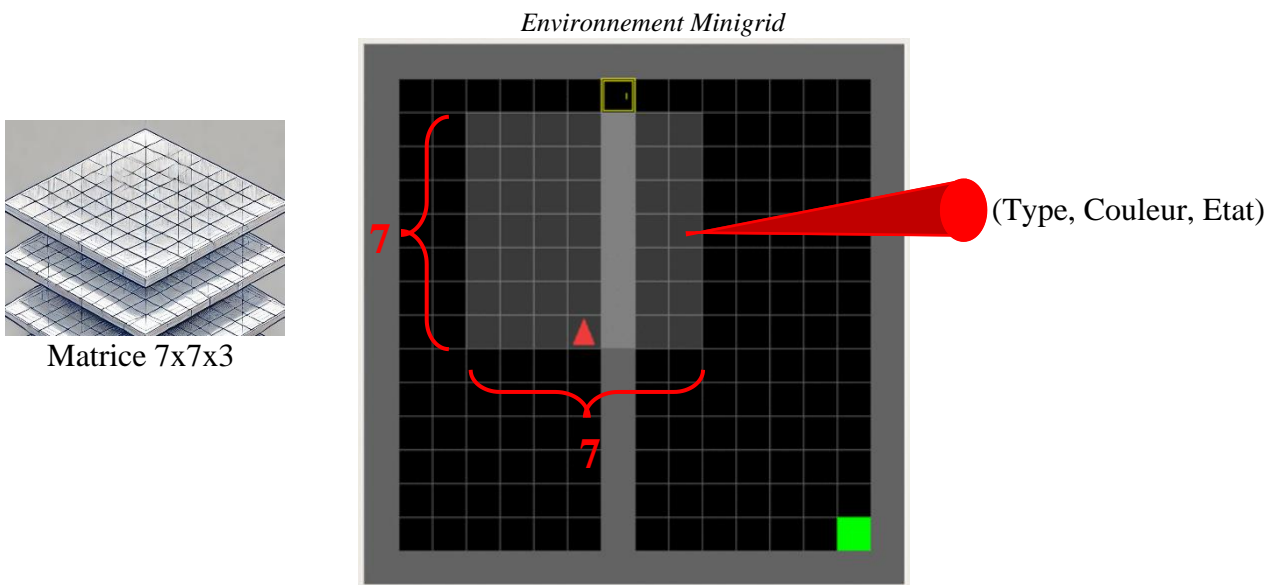 Environnement Minigrid
7
(Type, Couleur, Etat)
Matrice 7x7x3
7